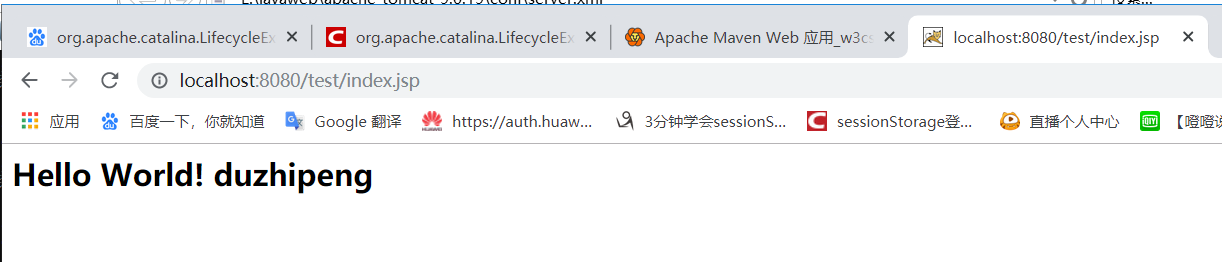 org.apache.catalina.LifecycleEx
org.apache.catalina.LifecycleEx
Apache Maven Web 应用_w3cs
localhost:8080/test/index.jsp
localhost:8080/test/index.jsp
应用
百度一下，你就知道
Google 翻译
https://auth.huaw...
3分钟学会sessionS...
sessionStorage登...
直播个人中心
Hello World! duzhipeng